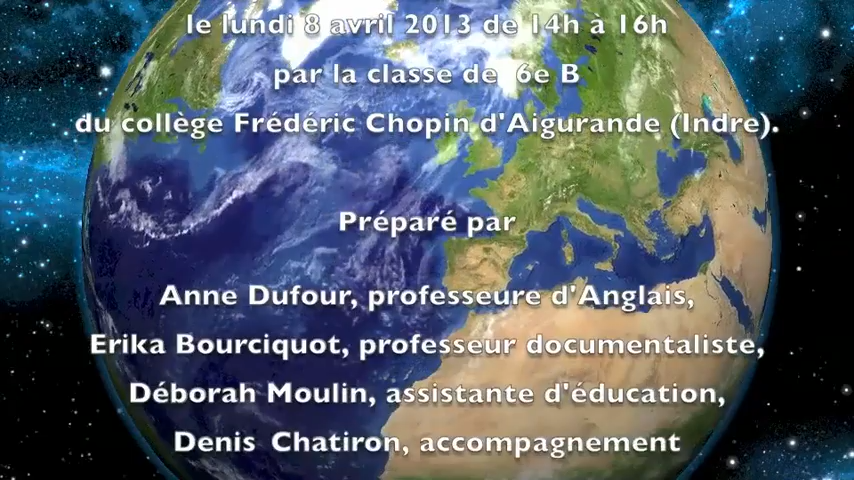 le lundi 8 avril 2013 de 14h à 16h
par la classe de 6e B
du collège Frédéric Chopin d'Aigurande (Indre).
Préparé par
Anne Dufour, professeure d'Anglais,
Erika Bourciquot, professeur documentaliste,
Déborah Moulin, assistante d'éducation,
Denis Chatiron, accompagnement